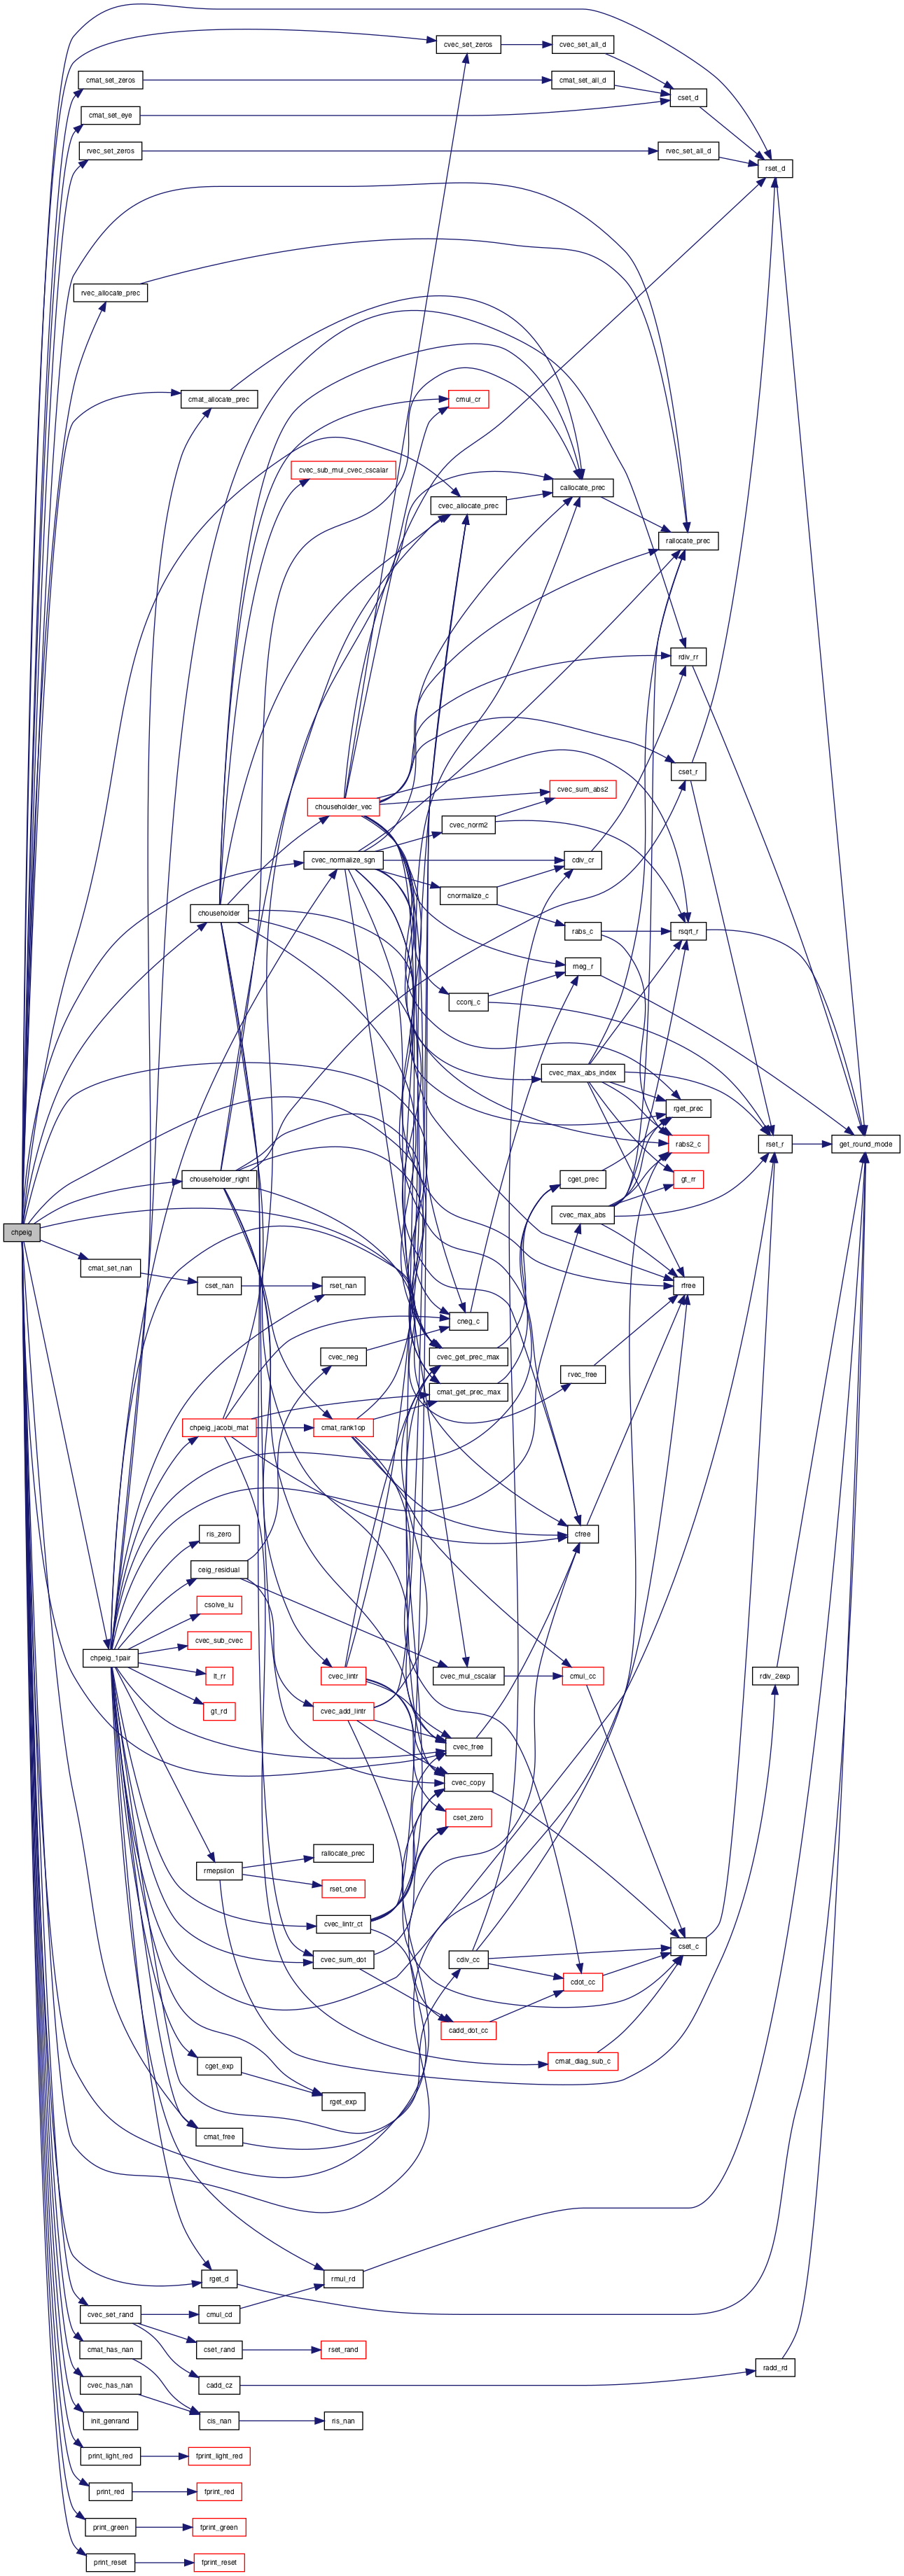 cvec_set_zeros
cvec_set_all_d
cmat_set_zeros
cmat_set_all_d
cset_d
cmat_set_eye
rvec_set_zeros
rvec_set_all_d
rset_d
rvec_allocate_prec
cmat_allocate_prec
cmul_cr
cvec_sub_mul_cvec_cscalar
callocate_prec
cvec_allocate_prec
rallocate_prec
rdiv_rr
cset_r
cvec_sum_abs2
chouseholder_vec
cvec_norm2
cvec_normalize_sgn
cdiv_cr
cnormalize_c
chouseholder
rabs_c
rsqrt_r
rneg_r
cconj_c
cvec_max_abs_index
rget_prec
rset_r
get_round_mode
rabs2_c
chouseholder_right
cget_prec
gt_rr
cvec_max_abs
chpeig
cmat_set_nan
cset_nan
rset_nan
rfree
cneg_c
cvec_neg
cvec_get_prec_max
rvec_free
cmat_get_prec_max
chpeig_jacobi_mat
cmat_rank1op
ris_zero
cfree
ceig_residual
csolve_lu
cvec_sub_cvec
chpeig_1pair
lt_rr
cvec_lintr
cvec_mul_cscalar
cmul_cc
rdiv_2exp
gt_rd
cvec_add_lintr
cvec_free
cvec_copy
cset_zero
rmepsilon
rallocate_prec
rset_one
cvec_lintr_ct
cset_c
cvec_sum_dot
cdiv_cc
cdot_cc
cadd_dot_cc
cmat_diag_sub_c
cget_exp
rget_exp
cmat_free
rget_d
rmul_rd
cvec_set_rand
cmul_cd
cmat_has_nan
cset_rand
rset_rand
radd_rd
cvec_has_nan
cadd_cz
init_genrand
cis_nan
ris_nan
print_light_red
fprint_light_red
print_red
fprint_red
print_green
fprint_green
print_reset
fprint_reset